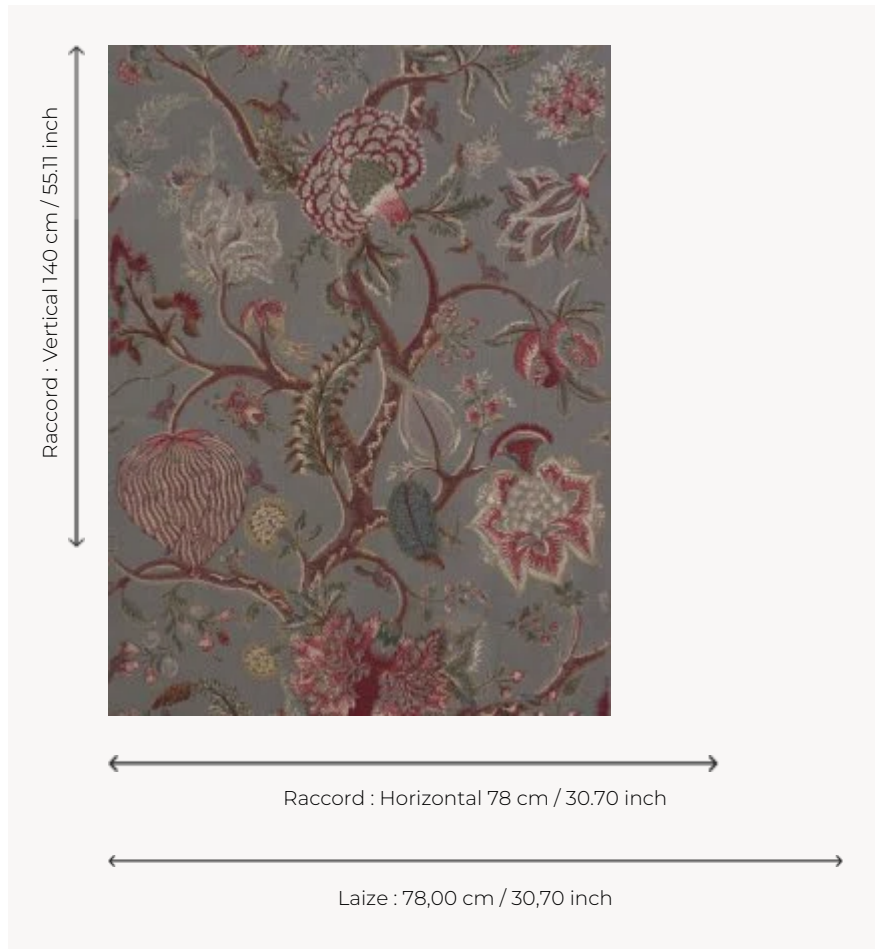 Raccord : Vertical 140 cm / 55.11 inch
Raccord : Horizontal 78 cm / 30.70 inch
Laize : 78,00 cm / 30,70 inch